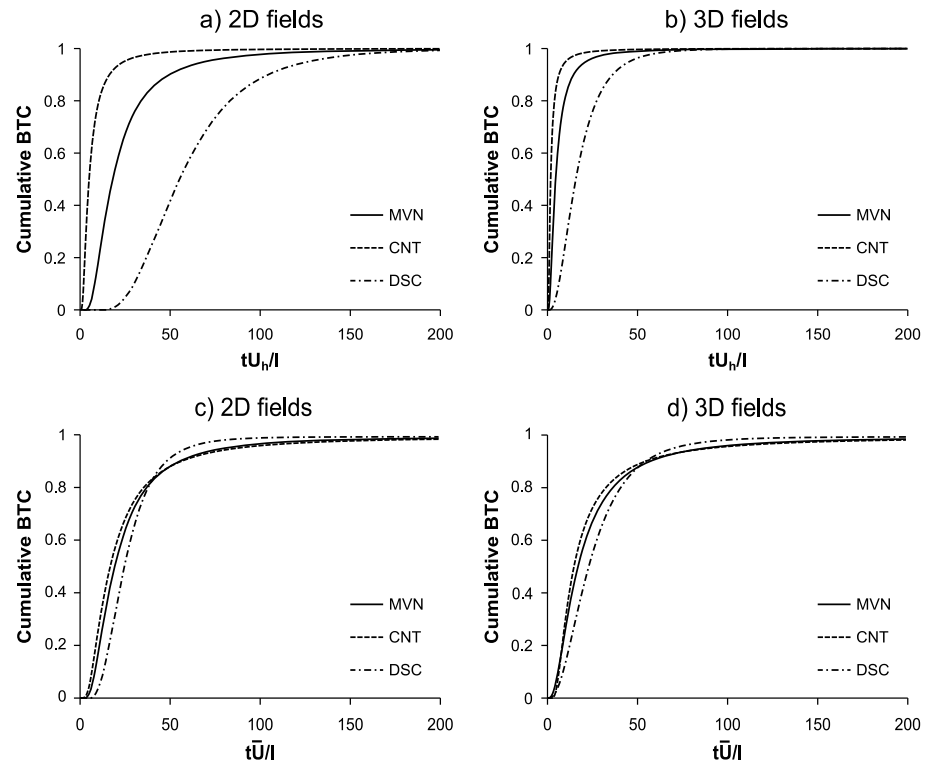 a) 2D fields
Cumulative BTC
1
0.8
0.6
0.4
0.2
0
MVN
CNT
DSC
0 50 100 150 200
tU_h/I
b) 3D fields
Cumulative BTC
1
0.8
0.6
0.4
0.2
0
MVN
CNT
DSC
0 50 100 150 200
tU_h/I
c) 2D fields
Cumulative BTC
1
0.8
0.6
0.4
0.2
0
MVN
CNT
DSC
0 50 100 150 200
tŪ/I
d) 3D fields
Cumulative BTC
1
0.8
0.6
0.4
0.2
0
MVN
CNT
DSC
0 50 100 150 200
tŪ/I